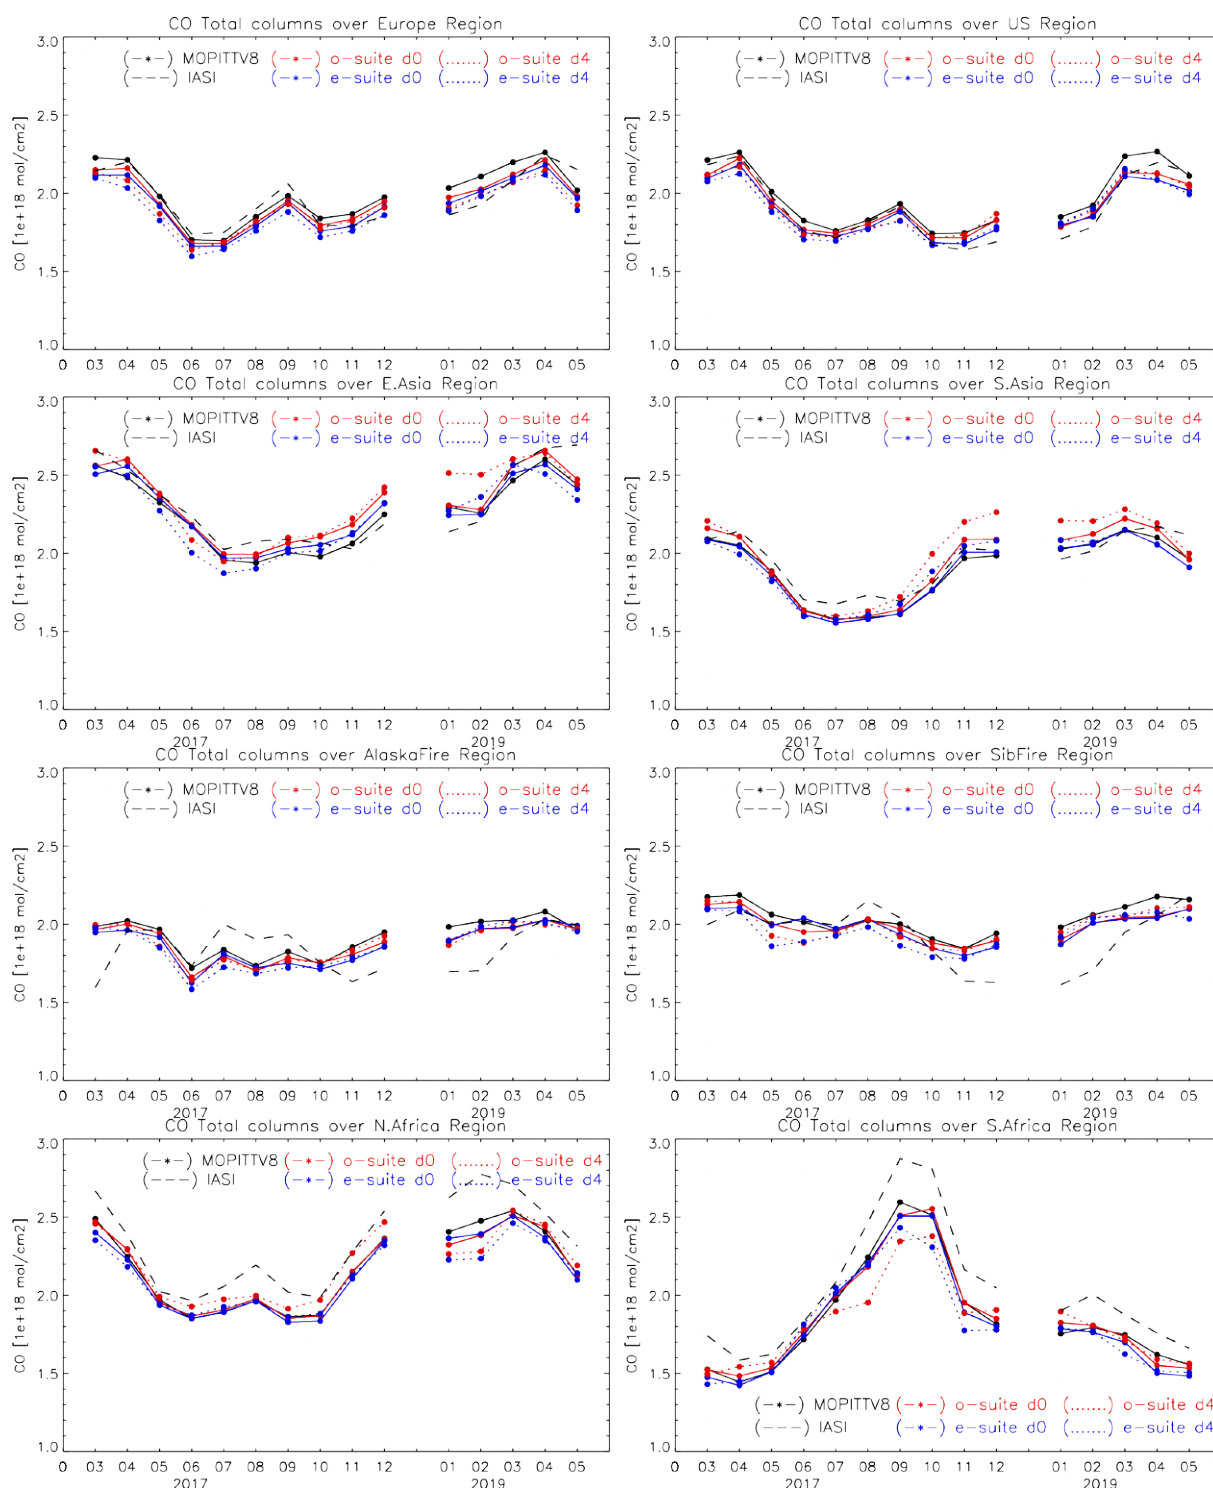 CO Total columns over Europe Region
CO [1e+18 mol/cm2]
3.0
2.5
2.0
1.5
1.0
(-*-) MOPITTV8 (-*-) o-suite d0 (.......) o-suite d4
(---) IASI (-*-) e-suite d0 (.......) e-suite d4
0 03 04 05 06 07 08 09 10 11 12 01 02 03 04 05
CO Total columns over US Region
CO [1e+18 mol/cm2]
3.0
2.5
2.0
1.5
1.0
(-*-) MOPITTV8 (-*-) o-suite d0 (.......) o-suite d4
(---) IASI (-*-) e-suite d0 (.......) e-suite d4
0 03 04 05 06 07 08 09 10 11 12 01 02 03 04 05
CO Total columns over E.Asia Region
CO [1e+18 mol/cm2]
3.0
2.5
2.0
1.5
1.0
(-*-) MOPITTV8 (-*-) o-suite d0 (.......) o-suite d4
(---) IASI (-*-) e-suite d0 (.......) e-suite d4
0 03 04 05 06 07 08 09 10 11 12 01 02 03 04 05
2017 2019
CO Total columns over S.Asia Region
CO [1e+18 mol/cm2]
3.0
2.5
2.0
1.5
1.0
(-*-) MOPITTV8 (-*-) o-suite d0 (.......) o-suite d4
(---) IASI (-*-) e-suite d0 (.......) e-suite d4
0 03 04 05 06 07 08 09 10 11 12 01 02 03 04 05
2017 2019
CO Total columns over AlaskaFire Region
CO [1e+18 mol/cm2]
3.0
2.5
2.0
1.5
1.0
(-*-) MOPITTV8 (-*-) o-suite d0 (.......) o-suite d4
(---) IASI (-*-) e-suite d0 (.......) e-suite d4
0 03 04 05 06 07 08 09 10 11 12 01 02 03 04 05
2017 2019
CO Total columns over SibFire Region
CO [1e+18 mol/cm2]
3.0
2.5
2.0
1.5
1.0
(-*-) MOPITTV8 (-*-) o-suite d0 (.......) o-suite d4
(---) IASI (-*-) e-suite d0 (.......) e-suite d4
0 03 04 05 06 07 08 09 10 11 12 01 02 03 04 05
2017 2019
CO Total columns over N.Africa Region
CO [1e+18 mol/cm2]
3.0
2.5
2.0
1.5
1.0
(-*-) MOPITTV8 (-*-) o-suite d0 (.......) o-suite d4
(---) IASI (-*-) e-suite d0 (.......) e-suite d4
0 03 04 05 06 07 08 09 10 11 12 01 02 03 04 05
2017 2019
CO Total columns over S.Africa Region
CO [1e+18 mol/cm2]
3.0
2.5
2.0
1.5
1.0
(-*-) MOPITTV8 (-*-) o-suite d0 (.......) o-suite d4
(---) IASI (-*-) e-suite d0 (.......) e-suite d4
0 03 04 05 06 07 08 09 10 11 12 01 02 03 04 05
2017 2019